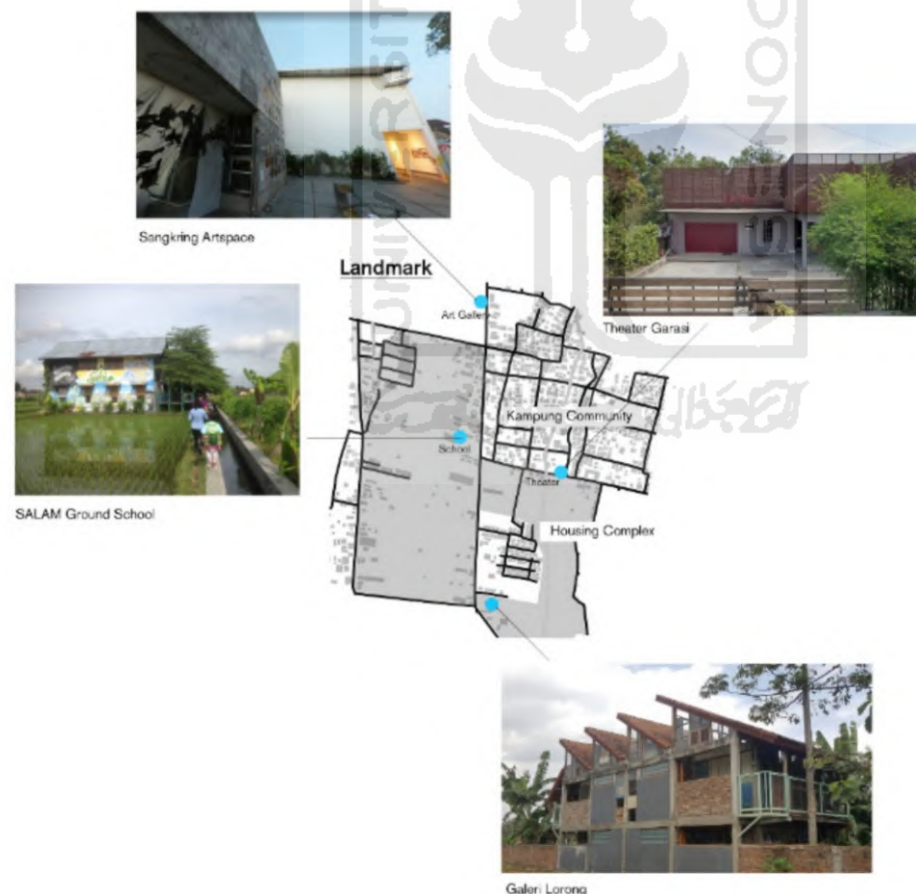 Sangkring Artspace
Theater Garasi
Landmark
Art Gallery
Kampung Community
School
Theater
SALAM Ground School
Housing Complex
Galeri Lorong